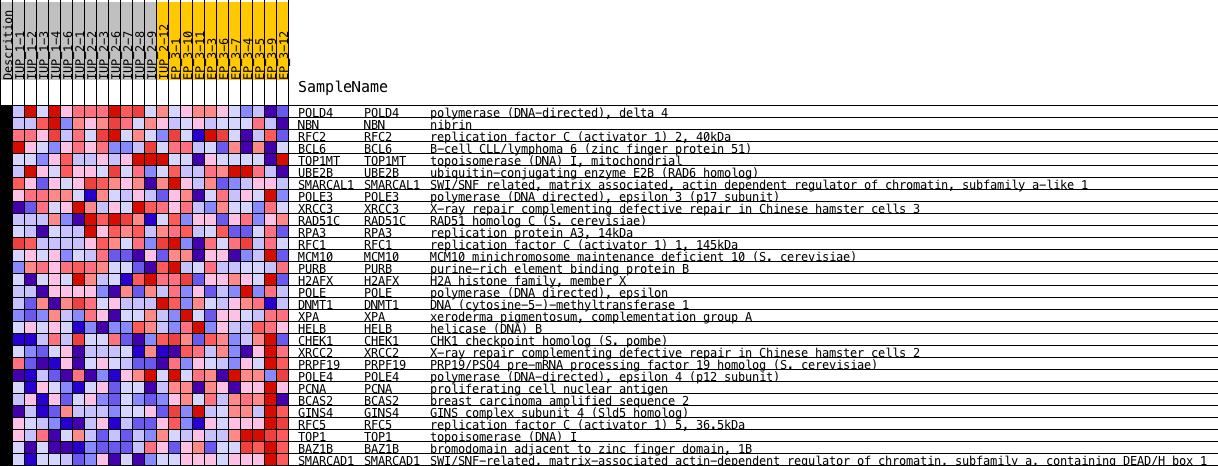 Descrition
IUP_1-1
IUP_1-2
IUP_1-3
IUP_1-4
IUP_1-6
IUP_2-1
IUP_2-2
IUP_2-3
IUP_2-6
IUP_2-7
IUP_2-8
IUP_2-9
IUP_2-12
EP_3-1
EP_3-10
EP_3-11
EP_3-3
EP_3-6
EP_3-7
EP_3-4
EP_3-5
EP_3-9
EP_3-12
SampleName
POLD4 POLD4 polymerase (DNA-directed), delta 4
NBN NBN nibrin
RFC2 RFC2 replication factor C (activator 1) 2, 40kDa
BCL6 BCL6 B-cell CLL/lymphoma 6 (zinc finger protein 51)
TOP1MT TOP1MT topoisomerase (DNA) I, mitochondrial
UBE2B UBE2B ubiquitin-conjugating enzyme E2B (RAD6 homolog)
SMARCAL1 SMARCAL1 SWI/SNF related, matrix associated, actin dependent regulator of chromatin, subfamily a-like 1
POLE3 POLE3 polymerase (DNA directed), epsilon 3 (p17 subunit)
XRCC3 XRCC3 X-ray repair complementing defective repair in Chinese hamster cells 3
RAD51C RAD51C RAD51 homolog C (S. cerevisiae)
RPA3 RPA3 replication protein A3, 14kDa
RFC1 RFC1 replication factor C (activator 1) 1, 145kDa
MCM10 MCM10 MCM10 minichromosome maintenance deficient 10 (S. cerevisiae)
PURB PURB purine-rich element binding protein B
H2AFX H2AFX H2A histone family, member X
POLE POLE polymerase (DNA directed), epsilon
DNMT1 DNMT1 DNA (cytosine-5-)-methyltransferase 1
XPA XPA xeroderma pigmentosum, complementation group A
HELB HELB helicase (DNA) B
CHEK1 CHEK1 CHK1 checkpoint homolog (S. pombe)
XRCC2 XRCC2 X-ray repair complementing defective repair in Chinese hamster cells 2
PRPF19 PRPF19 PRP19/PSO4 pre-mRNA processing factor 19 homolog (S. cerevisiae)
POLE4 POLE4 polymerase (DNA-directed), epsilon 4 (p12 subunit)
PCNA PCNA proliferating cell nuclear antigen
BCAS2 BCAS2 breast carcinoma amplified sequence 2
GINS4 GINS4 GINS complex subunit 4 (Sld5 homolog)
RFC5 RFC5 replication factor C (activator 1) 5, 36.5kDa
TOP1 TOP1 topoisomerase (DNA) I
BAZ1B BAZ1B bromodomain adjacent to zinc finger domain, 1B
SMARCAD1 SMARCAD1 SWI/SNF-related, matrix-associated actin-dependent regulator of chromatin, subfamily a, containing DEAD/H box 1